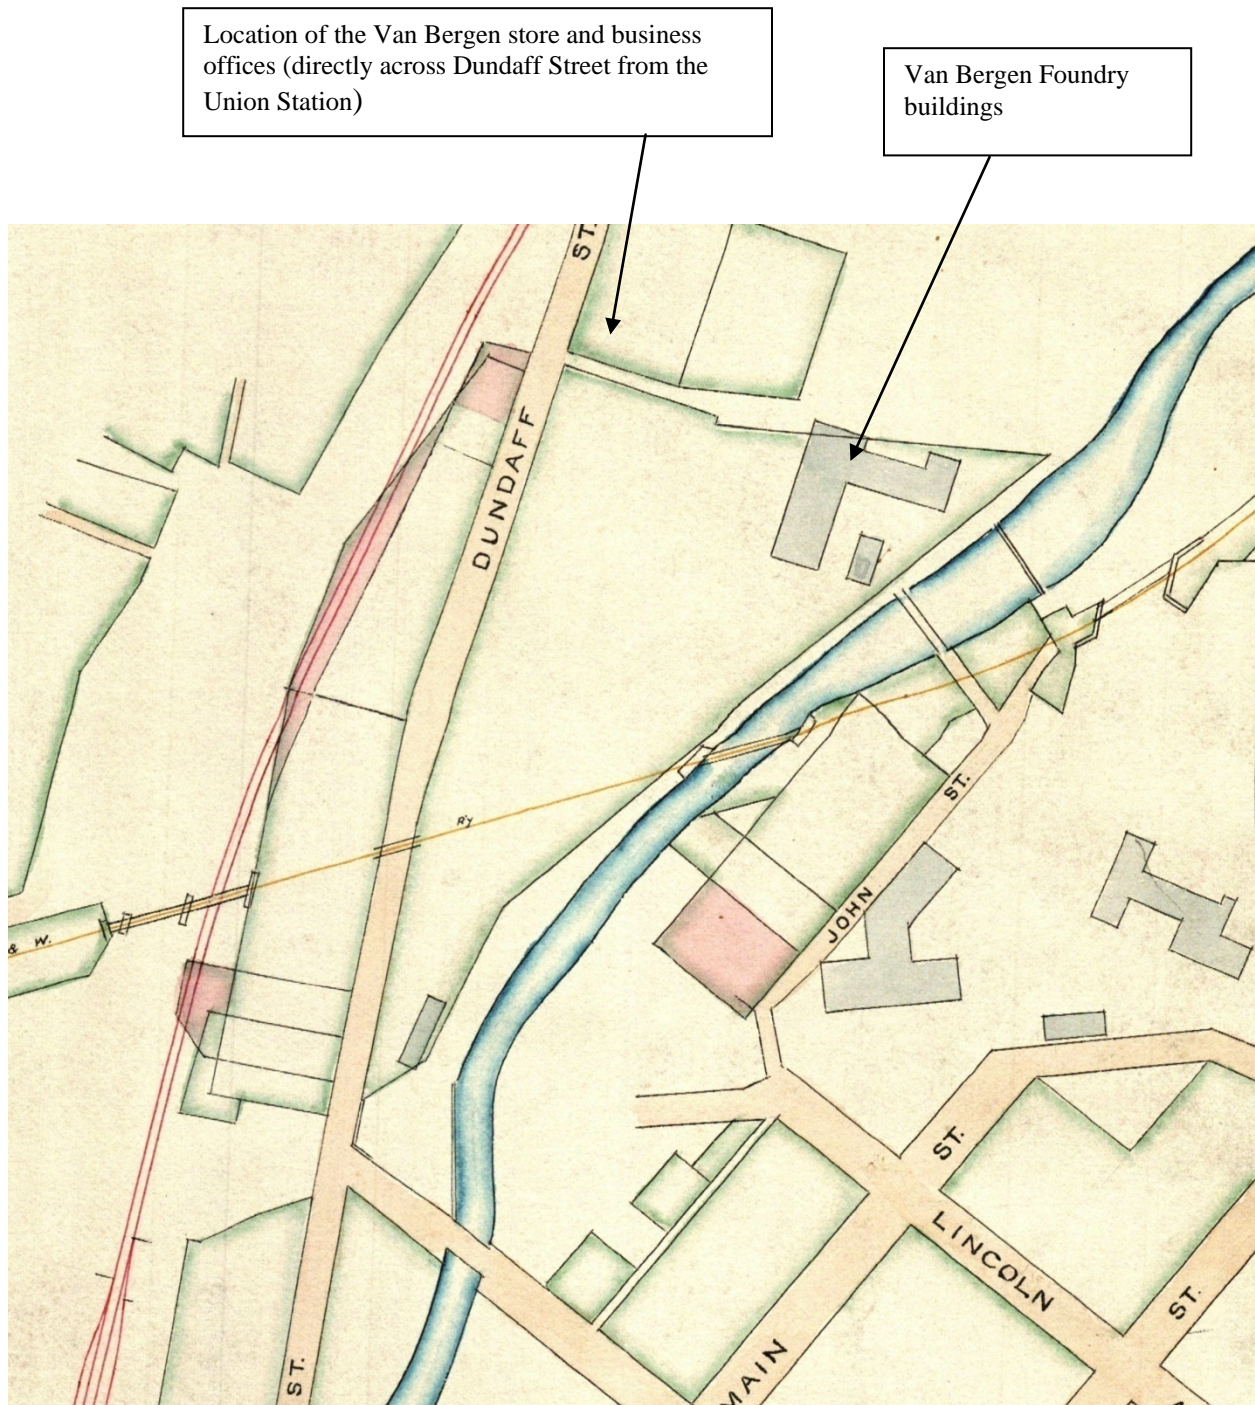 Location of the Van Bergen store and business
offices (directly across Dundaff Street from the
Union Station)
Van Bergen Foundry
buildings
ST.
DUNDAFF
R'y
& W.
ST.
JOHN
ST.
LINCOLN
ST.
ST.
MAIN